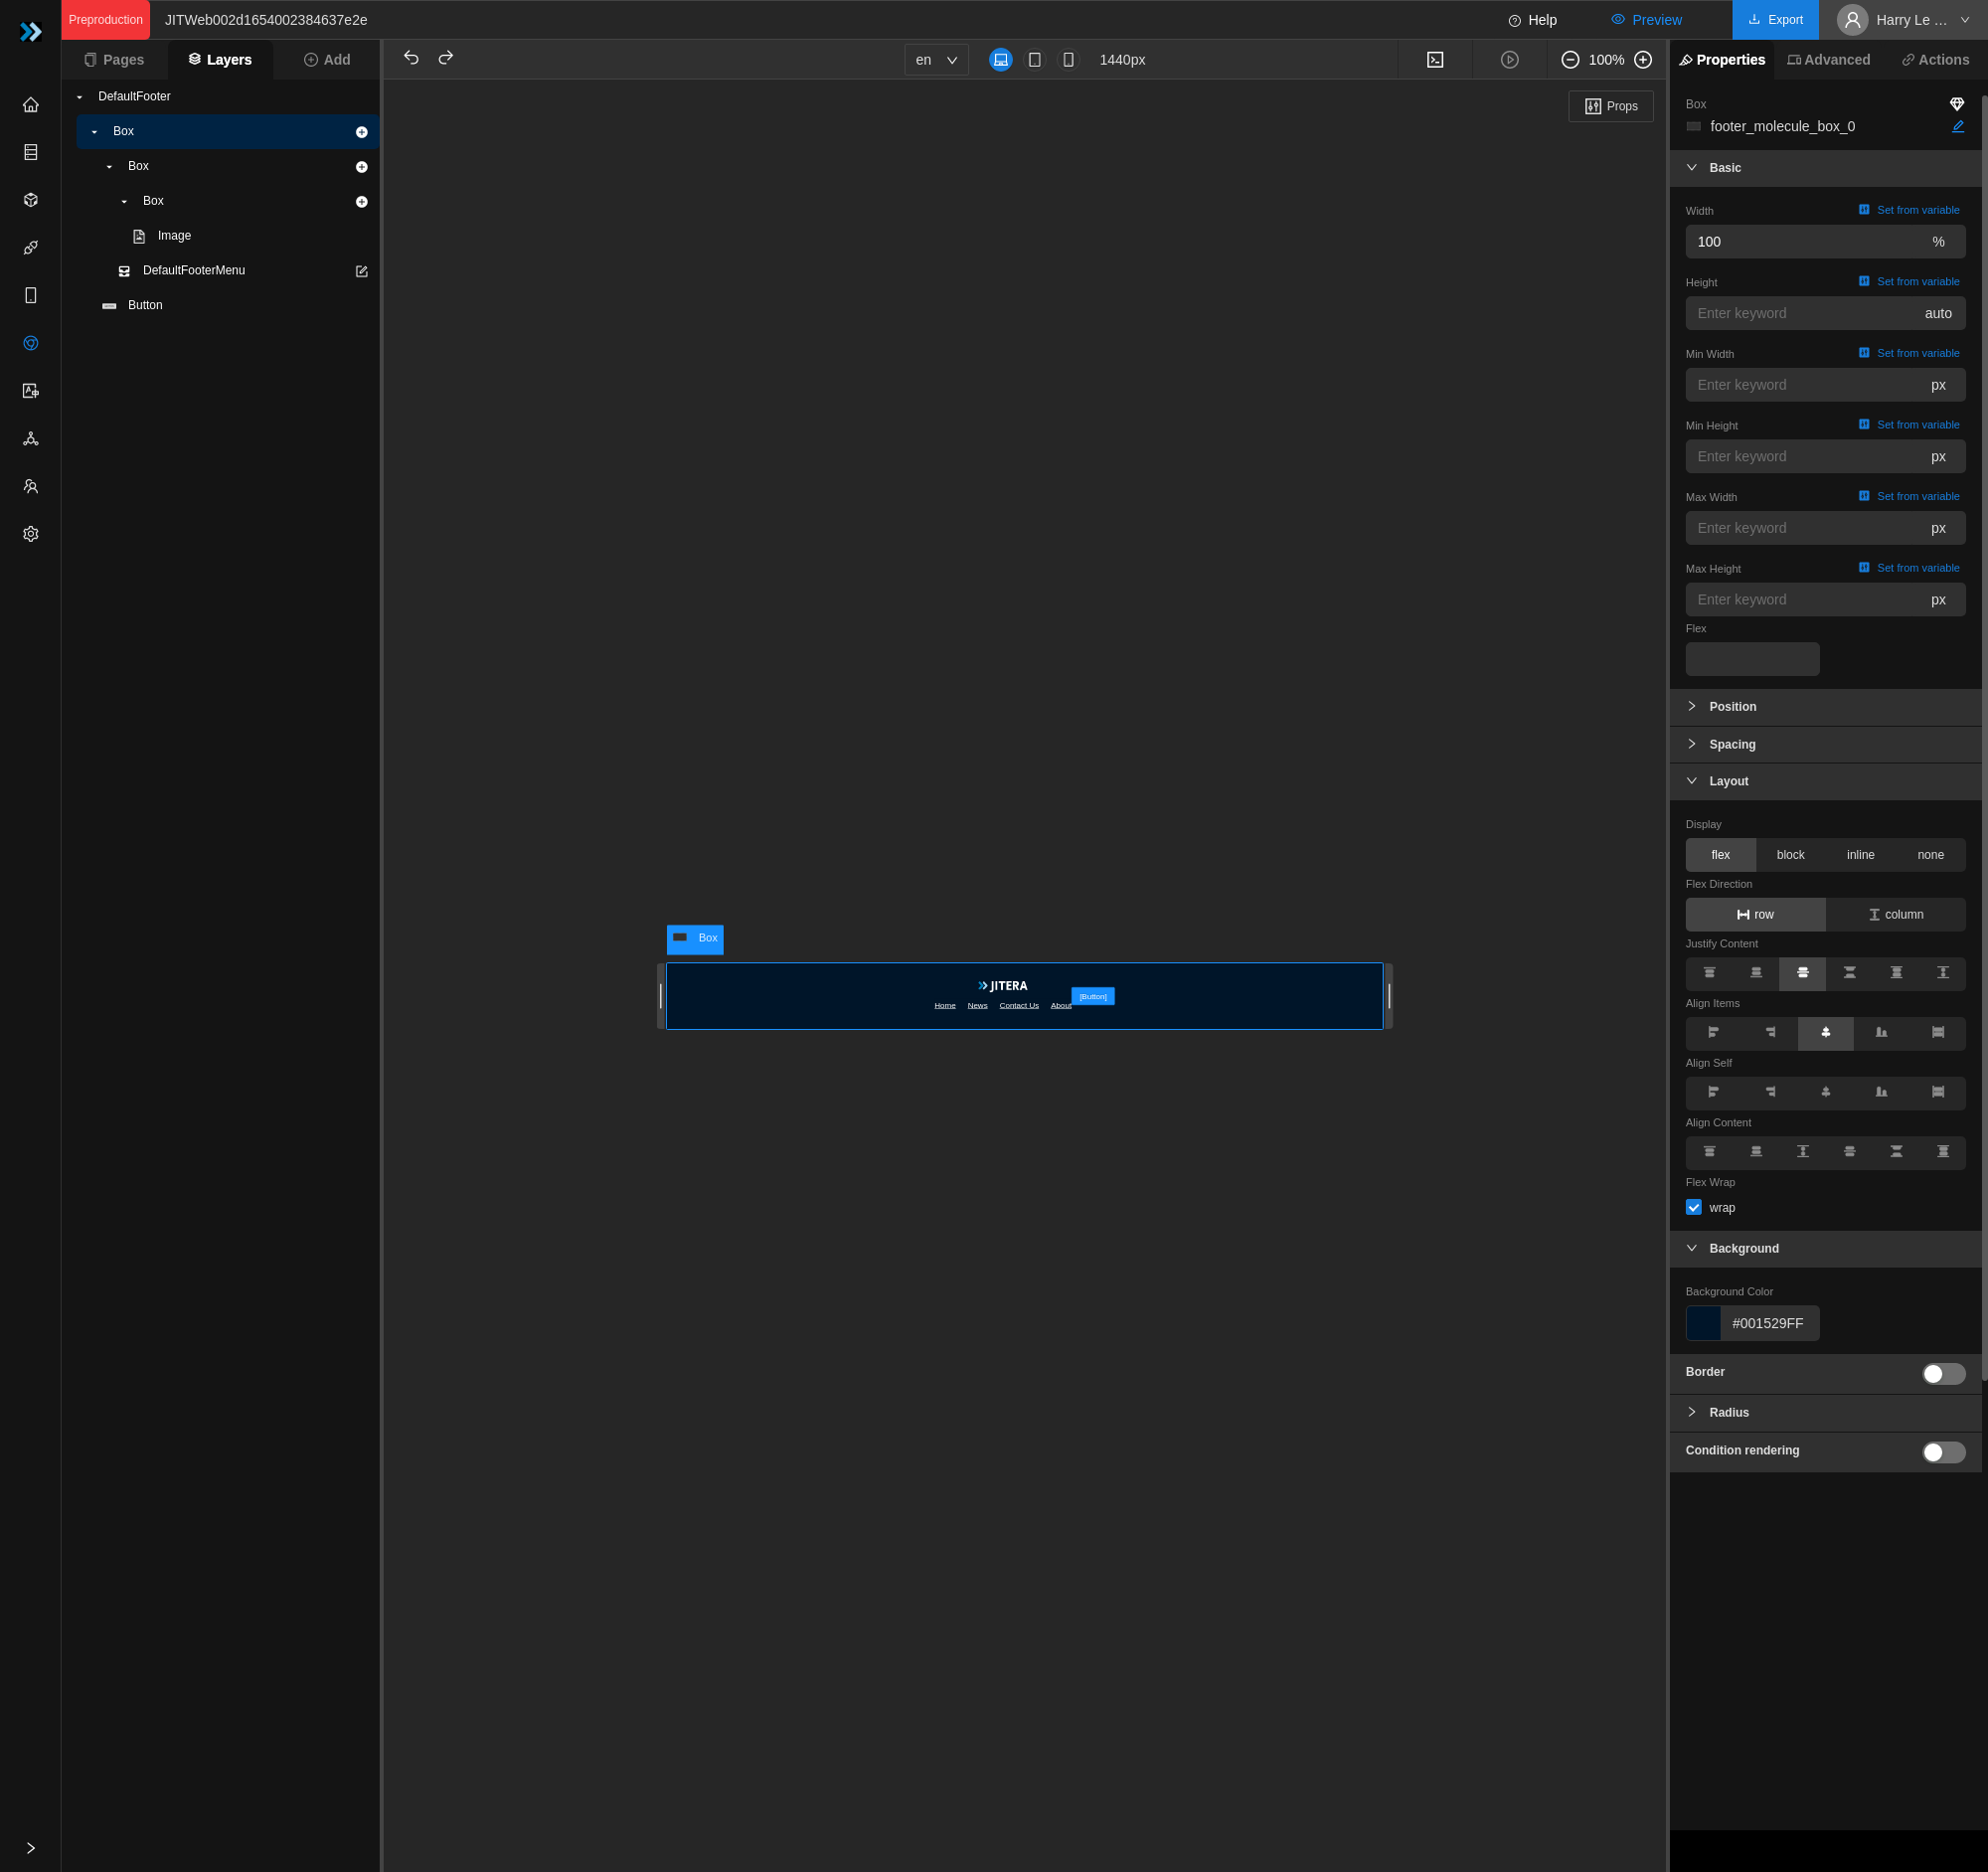 Preproduction JITWeb002d1654002384637e2e Help Preview Export Harry Le ...
Pages Layers Add en 1440px 100% Properties Advanced Actions
DefaultFooter
Box
Box
Box
Image
DefaultFooterMenu
Button
Props
Box
JITERA
Home News Contact Us About [Button]
Box
footer_molecule_box_0
Basic
Width Set from variable
100 %
Height Set from variable
Enter keyword auto
Min Width Set from variable
Enter keyword px
Min Height Set from variable
Enter keyword px
Max Width Set from variable
Enter keyword px
Max Height Set from variable
Enter keyword px
Flex
Position
Spacing
Layout
Display
flex block inline none
Flex Direction
row column
Justify Content
Align Items
Align Self
Align Content
Flex Wrap
wrap
Background
Background Color
#001529FF
Border
Radius
Condition rendering